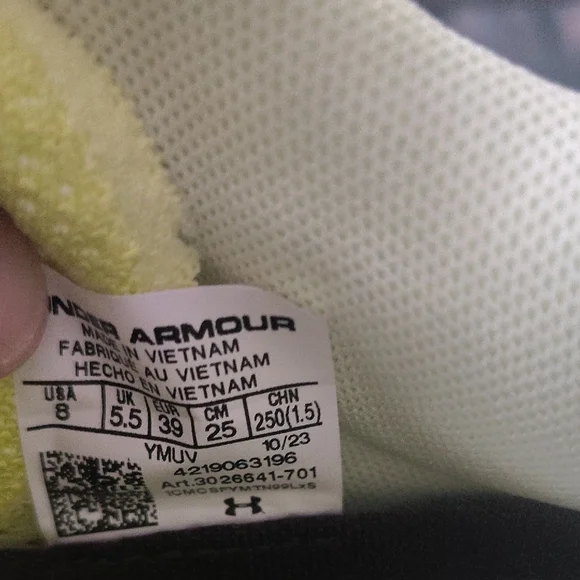 UNDER ARMOUR
MADE IN VIETNAM
FABRIQUE AU VIETNAM
HECHO EN VIETNAM
USA UK EUR CM CHN
8 5.5 39 25 250(1.5)
YMUV 10/23
4219063196
Art.3026641-701